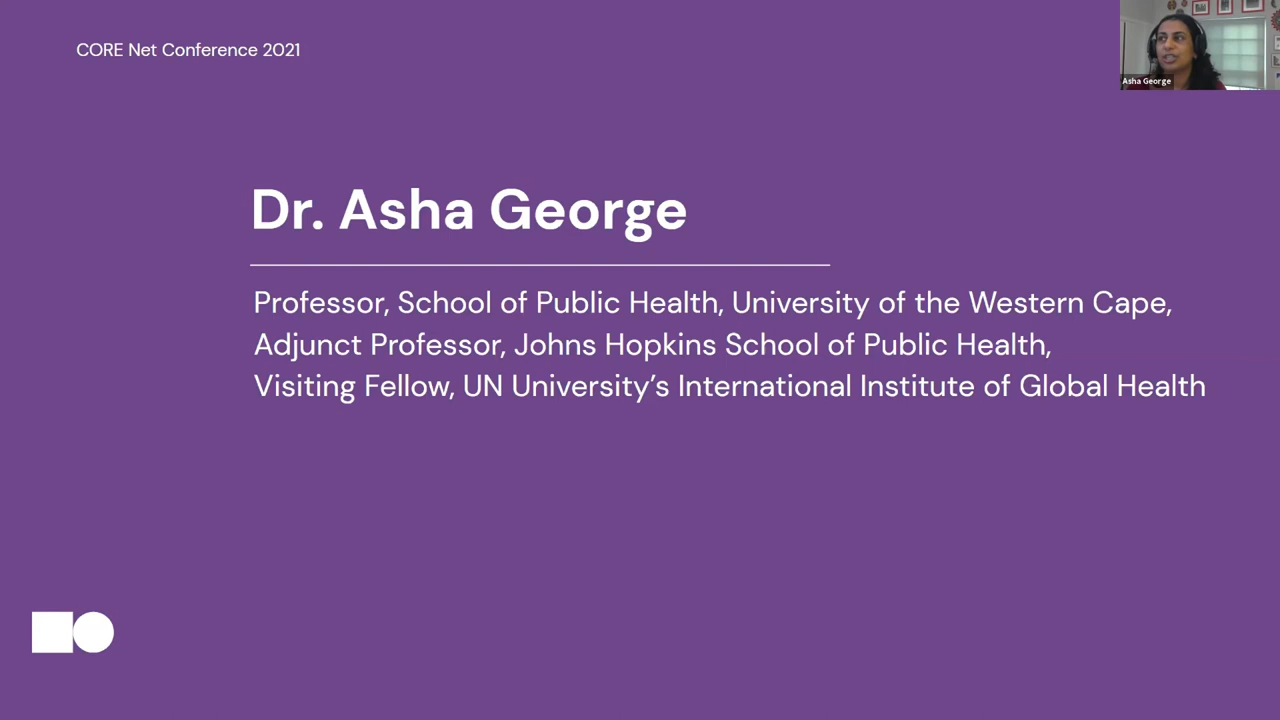 CORE Net Conference 2021
Asha George
Dr. Asha George
Professor, School of Public Health, University of the Western Cape,
Adjunct Professor, Johns Hopkins School of Public Health,
Visiting Fellow, UN University’s International Institute of Global Health